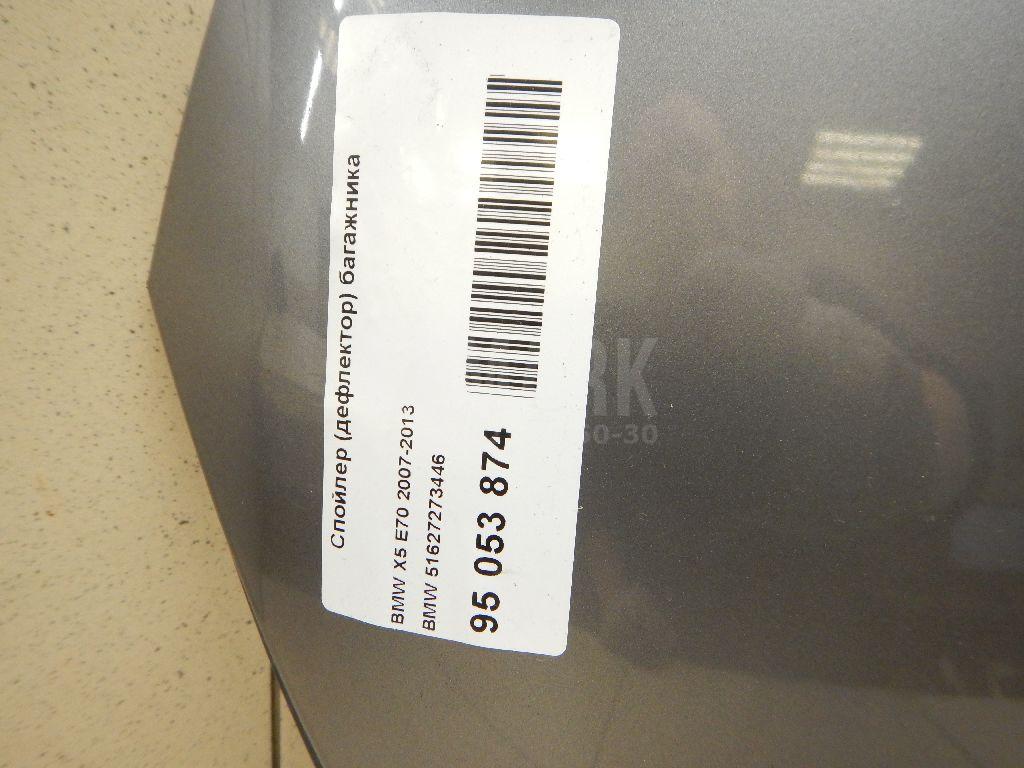 Спойлер (дефлектор) багажника
BMW X5 E70 2007-2013
BMW 51627273446
95 053 874